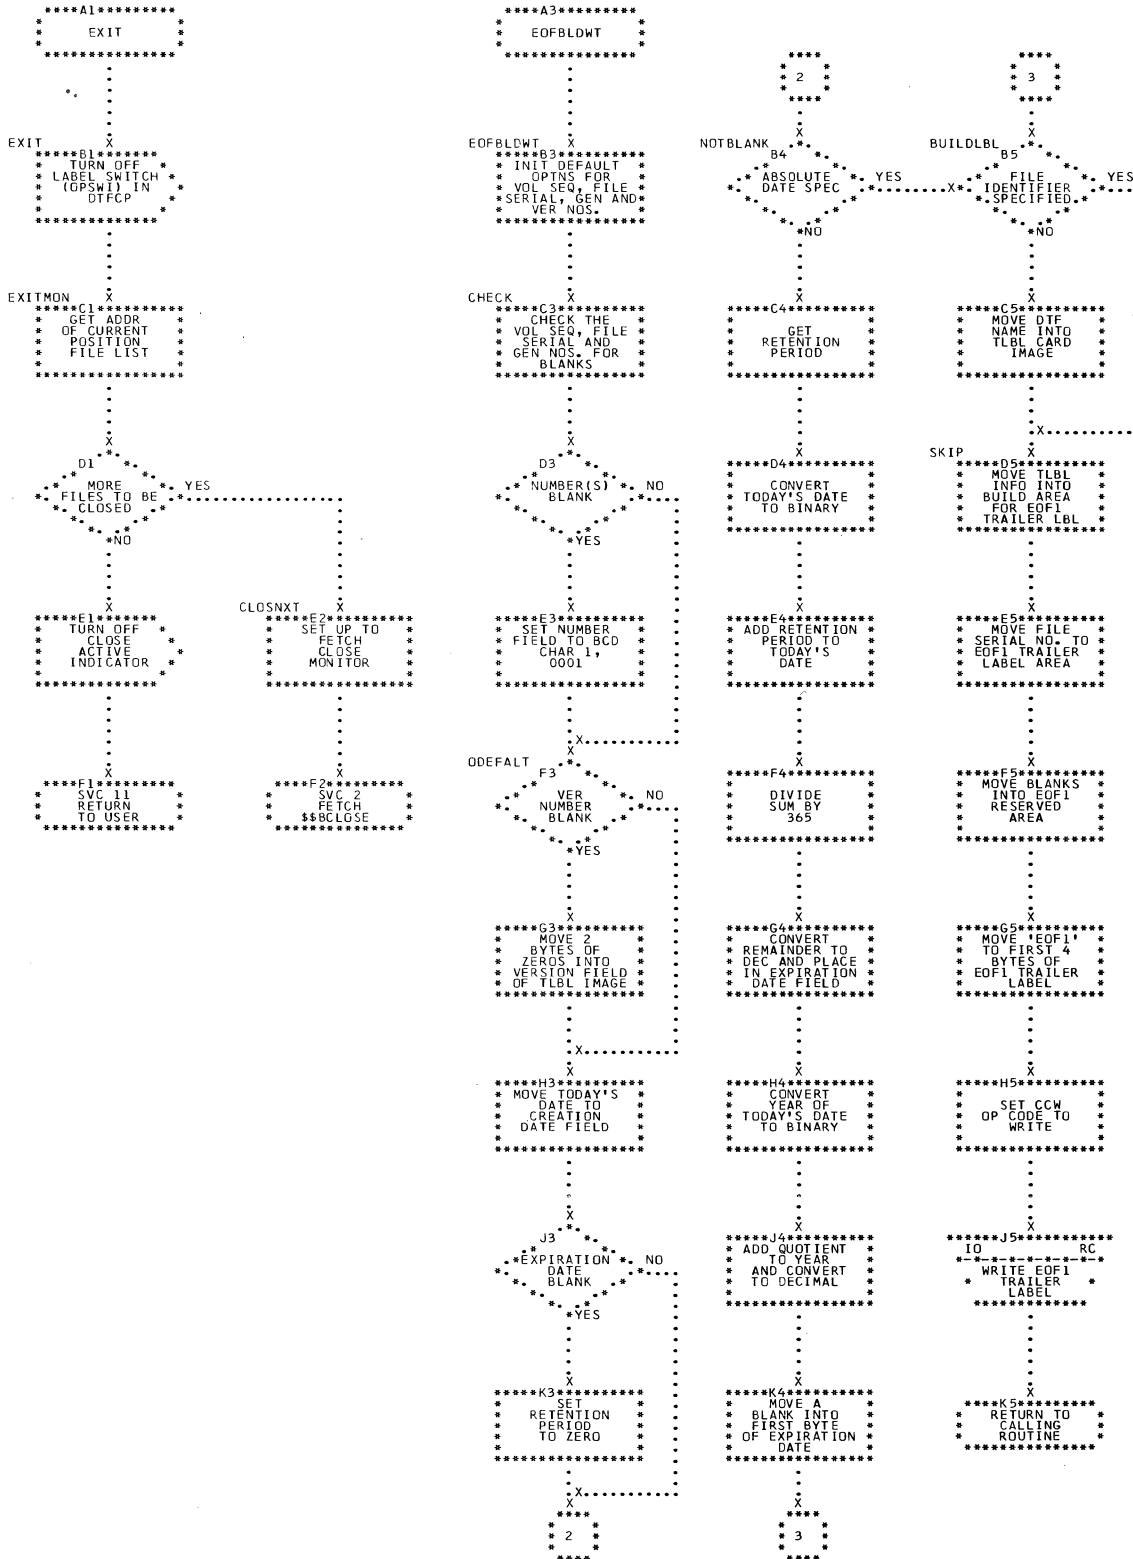 A1
EXIT
EXIT
B1
TURN OFF
LABEL SWITCH
(OPSWI) IN
DTFCP
EXITMON
C1
GET ADDR
OF CURRENT
POSITION
FILE LIST
D1
MORE
FILES TO BE
CLOSED
YES
NO
E1
TURN OFF
CLOSE
ACTIVE
INDICATOR
CLOSNXT
E2
SET UP TO
FETCH
CLOSE
MONITOR
F1
SVC 11
RETURN
TO USER
F2
SVC 2
FETCH
$$BCLOSE
A3
EOFBLDWT
EOFBLDWT
B3
INIT DEFAULT
OPTNS FOR
VOL SEQ, FILE
SERIAL, GEN AND
VER NOS.
CHECK
C3
CHECK THE
VOL SEQ, FILE
SERIAL AND
GEN NOS. FOR
BLANKS
D3
NUMBER(S)
BLANK
NO
YES
E3
SET NUMBER
FIELD TO BCD
CHAR 1,
0001
ODEFALT
F3
VER
NUMBER
BLANK
NO
YES
G3
MOVE 2
BYTES OF
ZEROS INTO
VERSION FIELD
OF TLBL IMAGE
H3
MOVE TODAY'S
DATE TO
CREATION
DATE FIELD
J3
EXPIRATION
DATE
BLANK
NO
YES
K3
SET
RETENTION
PERIOD
TO ZERO
2
2
NOTBLANK
B4
ABSOLUTE
DATE SPEC
YES
NO
C4
GET
RETENTION
PERIOD
D4
CONVERT
TODAY'S DATE
TO BINARY
E4
ADD RETENTION
PERIOD TO
TODAY'S
DATE
F4
DIVIDE
SUM BY
365
G4
CONVERT
REMAINDER TO
DEC AND PLACE
IN EXPIRATION
DATE FIELD
H4
CONVERT
YEAR OF
TODAY'S DATE
TO BINARY
J4
ADD QUOTIENT
TO YEAR
AND CONVERT
TO DECIMAL
K4
MOVE A
BLANK INTO
FIRST BYTE
OF EXPIRATION
DATE
3
3
BUILDLBL
B5
FILE
IDENTIFIER
SPECIFIED
YES
NO
C5
MOVE DTF
NAME INTO
TLBL CARD
IMAGE
SKIP
D5
MOVE TLBL
INFO INTO
BUILD AREA
FOR EOF1
TRAILER LBL
E5
MOVE FILE
SERIAL NO. TO
EOF1 TRAILER
LABEL AREA
F5
MOVE BLANKS
INTO EOF1
RESERVED
AREA
G5
MOVE 'EOF1'
TO FIRST 4
BYTES OF
EOF1 TRAILER
LABEL
H5
SET CCW
OP CODE TO
WRITE
J5
IO RC
WRITE EOF1
TRAILER
LABEL
K5
RETURN TO
CALLING
ROUTINE